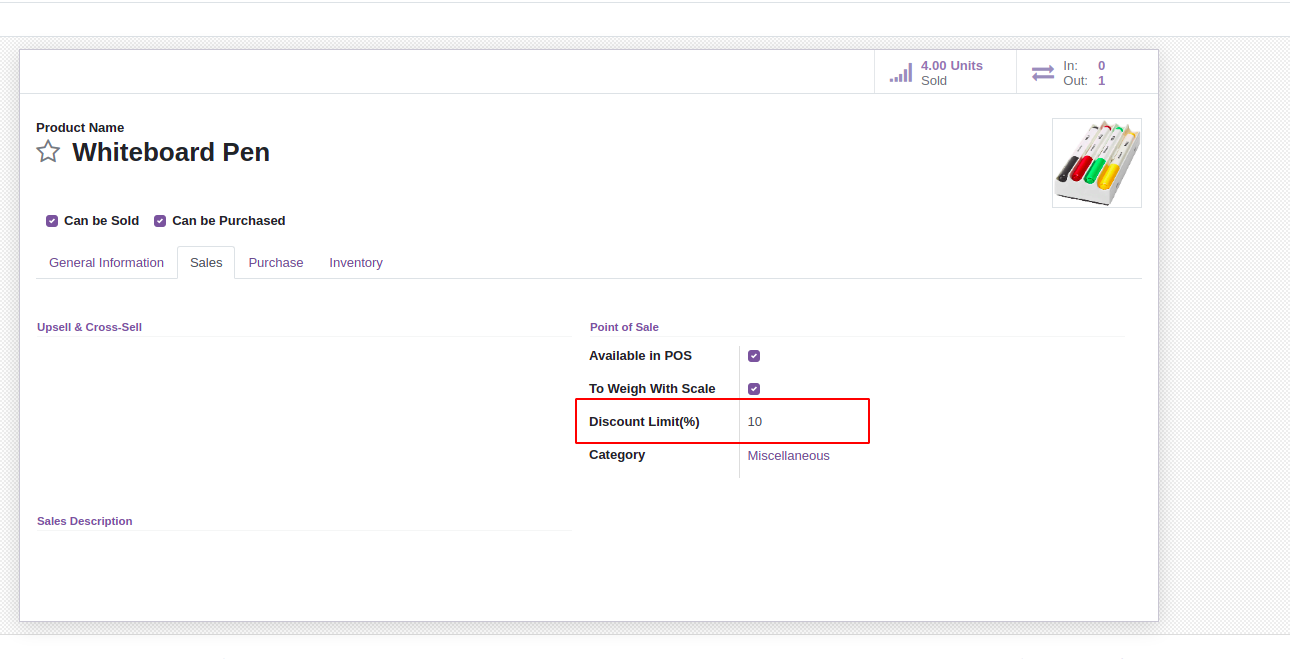 4.00 Units
Sold
In: 0
Out: 1
Product Name
Whiteboard Pen
Can be Sold Can be Purchased
General Information Sales Purchase Inventory
Upsell & Cross-Sell
Point of Sale
Available in POS
To Weigh With Scale
Discount Limit(%) 10
Category Miscellaneous
Sales Description